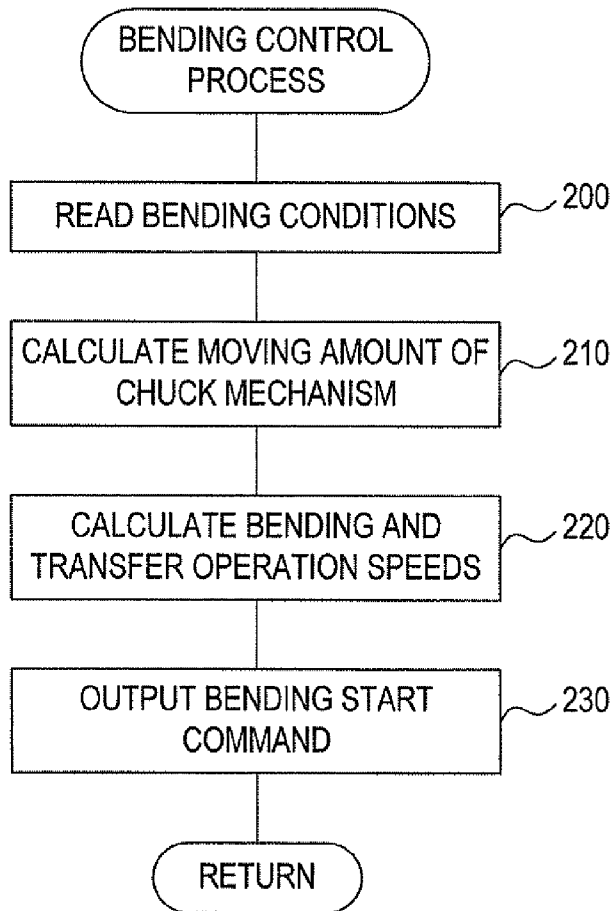 BENDING CONTROL
PROCESS
READ BENDING CONDITIONS
200
CALCULATE MOVING AMOUNT OF
CHUCK MECHANISM
210
CALCULATE BENDING AND
TRANSFER OPERATION SPEEDS
220
OUTPUT BENDING START
COMMAND
230
RETURN